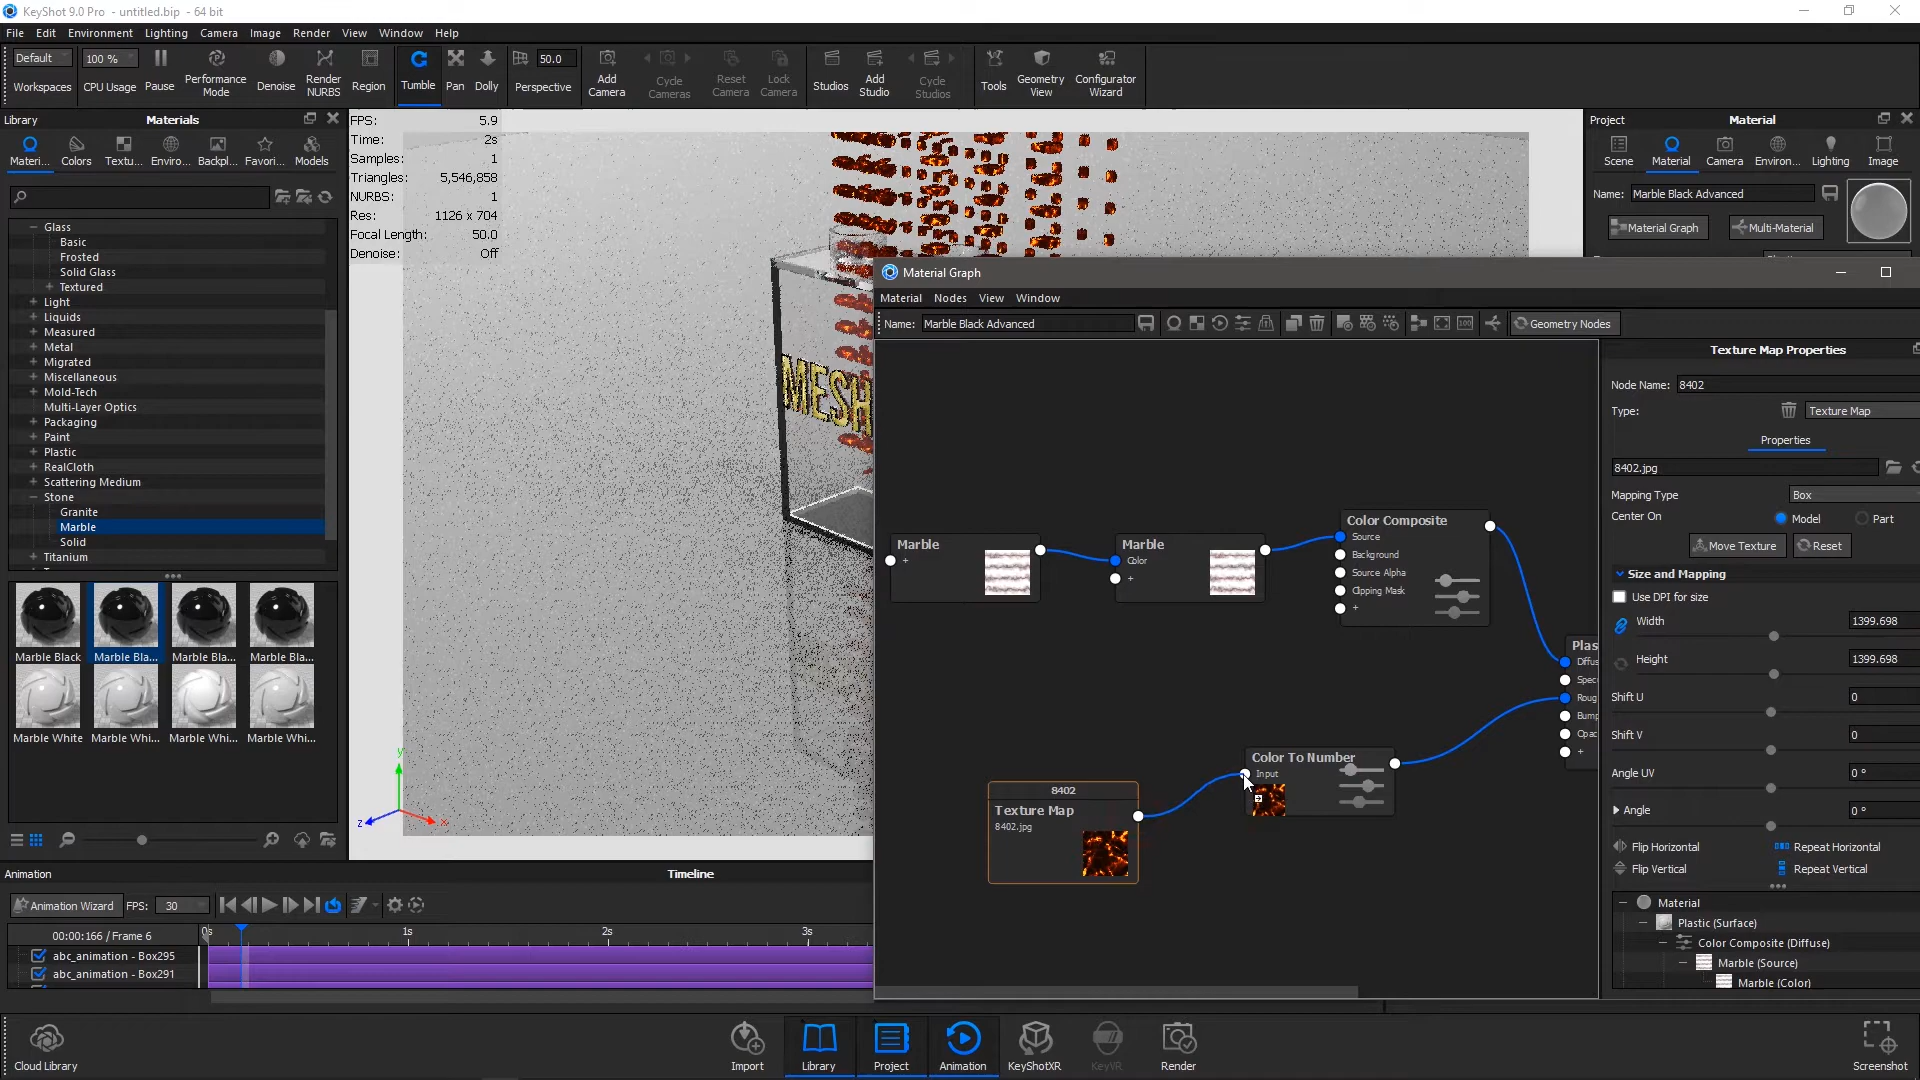 KeyShot 9.0 Pro - untitled.bip - 64 bit
File Edit Environment Lighting Camera Image Render View Window Help
Default 100 % 50.0
Workspaces CPU Usage Pause Performance Mode Denoise Render NURBS Region Tumble Pan Dolly Perspective Add Camera Cycle Cameras Reset Camera Lock Camera Studios Add Studio Cycle Studios Tools Geometry View Configurator Wizard
Library Materials
Materi... Colors Textu... Enviro... Backpl... Favori... Models
Glass
Basic
Frosted
Solid Glass
Textured
Light
Liquids
Measured
Metal
Migrated
Miscellaneous
Mold-Tech
Multi-Layer Optics
Packaging
Paint
Plastic
RealCloth
Scattering Medium
Stone
Granite
Marble
Solid
Titanium
Marble Black Marble Bla... Marble Bla... Marble Bla...
Marble White Marble Whi... Marble Whi... Marble Whi...
FPS: 5.9
Time: 2s
Samples: 1
Triangles: 5,546,858
NURBS: 1
Res: 1126 x 704
Focal Length: 50.0
Denoise: Off
MESH
y
z
x
Project Material
Scene Material Camera Environ... Lighting Image
Name: Marble Black Advanced
Material Graph Multi-Material
Material Graph
Material Nodes View Window
Name: Marble Black Advanced Geometry Nodes
Marble
+
Marble
Color
+
Color Composite
Source
Background
Source Alpha
Clipping Mask
+
Plas
Diffus
Spec
Roug
Bump
Opac
+
Color To Number
Input
8402
Texture Map
8402.jpg
Texture Map Properties
Node Name: 8402
Type: Texture Map
Properties
8402.jpg
Mapping Type Box
Center On Model Part
Move Texture Reset
Size and Mapping
Use DPI for size
Width 1399.698
Height 1399.698
Shift U 0
Shift V 0
Angle UV 0 °
Angle 0 °
Flip Horizontal Repeat Horizontal
Flip Vertical Repeat Vertical
Material
Plastic (Surface)
Color Composite (Diffuse)
Marble (Source)
Marble (Color)
Animation Timeline
Animation Wizard FPS: 30
00:00:166 / Frame 6 0s 1s 2s 3s
abc_animation - Box295
abc_animation - Box291
Cloud Library Import Library Project Animation KeyShotXR KeyVR Render Screenshot